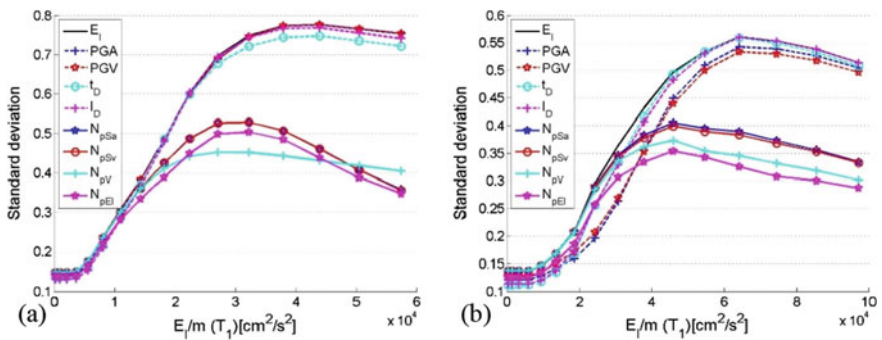 Standard deviation
0.8
0.7
0.6
0.5
0.4
0.3
0.2
0.1
E_I
PGA
PGV
t_D
I_D
N_pSa
N_pSv
N_pV
N_pEI
0 1 2 3 4 5 6
x 10^4
(a) E_I/m (T_1)[cm^2/s^2]
Standard deviation
0.6
0.55
0.5
0.45
0.4
0.35
0.3
0.25
0.2
0.15
0.1
E_I
PGA
PGV
t_D
I_D
N_pSa
N_pSv
N_pV
N_pEI
0 2 4 6 8 10
x 10^4
(b) E_I/m (T_1)[cm^2/s^2]